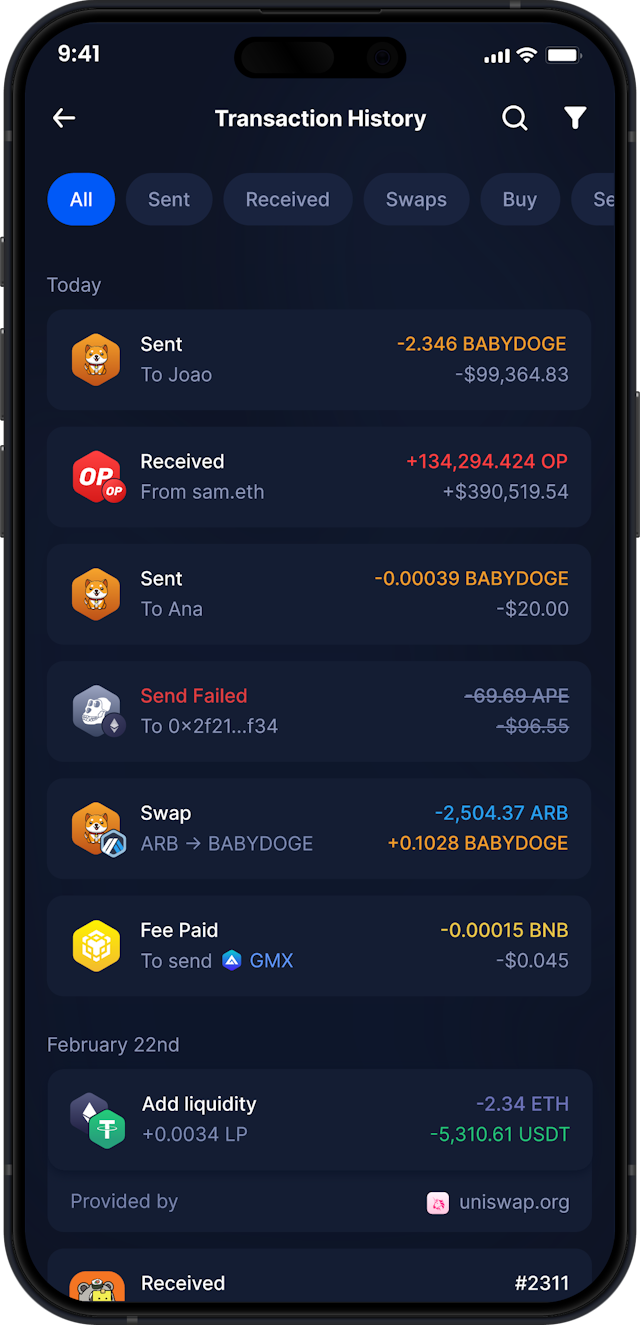 9:41
Transaction History
All Sent Received Swaps Buy Se
Today
Sent -2.346 BABYDOGE
To Joao -$99,364.83
OP OP
Received +134,294.424 OP
From sam.eth +$390,519.54
Sent -0.00039 BABYDOGE
To Ana -$20.00
Send Failed -69.69 APE
To 0×2f21...f34 -$96.55
Swap -2,504.37 ARB
ARB → BABYDOGE +0.1028 BABYDOGE
Fee Paid -0.00015 BNB
To send GMX -$0.045
February 22nd
Add liquidity -2.34 ETH
+0.0034 LP -5,310.61 USDT
Provided by uniswap.org
Received #2311